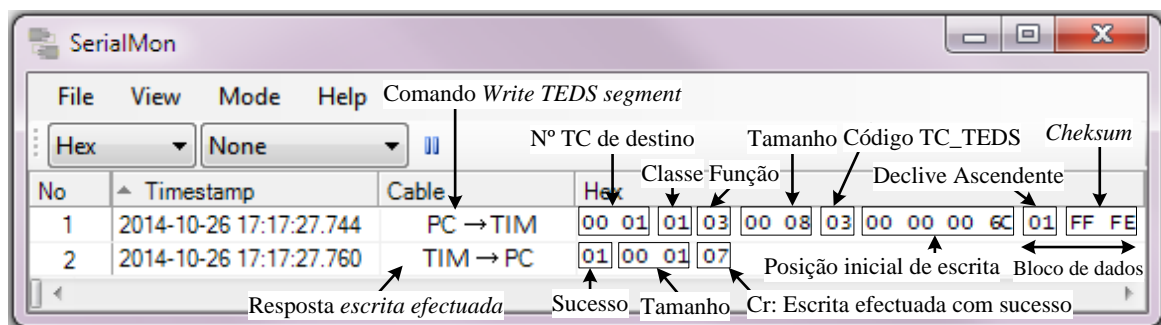 SerialMon
File View Mode Help Comando Write TEDS segment
Hex None Nº TC de destino Tamanho Código TC_TEDS Cheksum
Classe Função Declive Ascendente
No Timestamp Cable Hex
1 2014-10-26 17:17:27.744 PC → TIM 00 01 01 03 00 08 03 00 00 00 6C 01 FF FE
2 2014-10-26 17:17:27.760 TIM → PC 01 00 01 07
Posição inicial de escrita Bloco de dados
Resposta escrita efectuada Sucesso Tamanho Cr: Escrita efectuada com sucesso